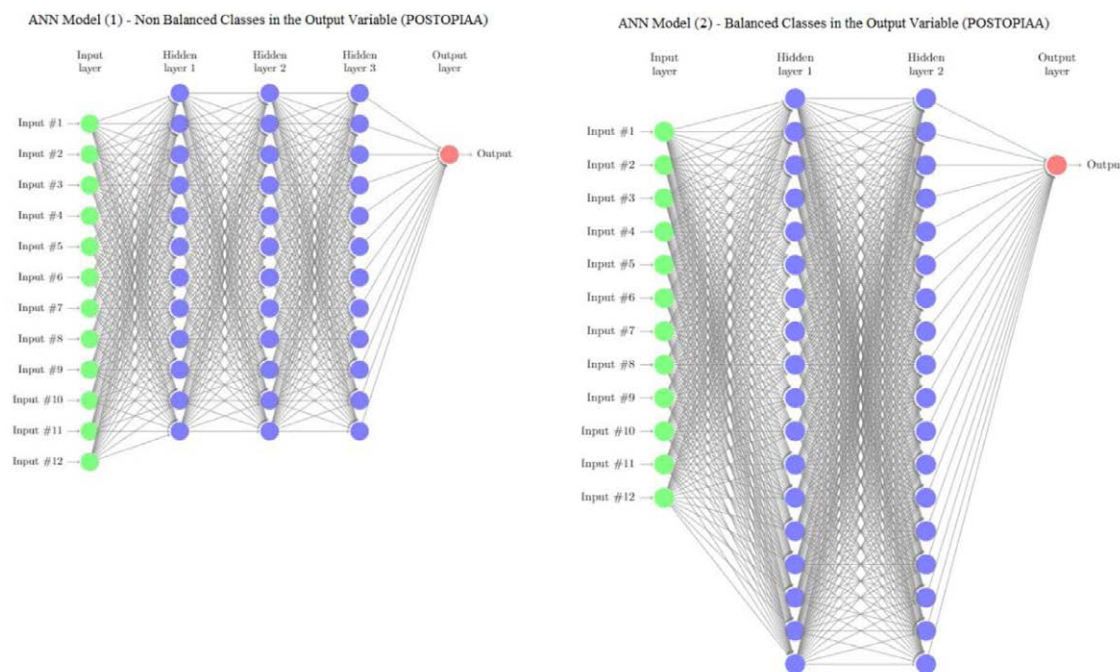 ANN Model (1) - Non Balanced Classes in the Output Variable (POSTOPIAA)
Input
layer
Hidden
layer 1
Hidden
layer 2
Hidden
layer 3
Output
layer
Input #1
Input #2
Input #3
Input #4
Input #5
Input #6
Input #7
Input #8
Input #9
Input #10
Input #11
Input #12
Output
ANN Model (2) - Balanced Classes in the Output Variable (POSTOPIAA)
Input
layer
Hidden
layer 1
Hidden
layer 2
Output
layer
Input #1
Input #2
Input #3
Input #4
Input #5
Input #6
Input #7
Input #8
Input #9
Input #10
Input #11
Input #12
Output